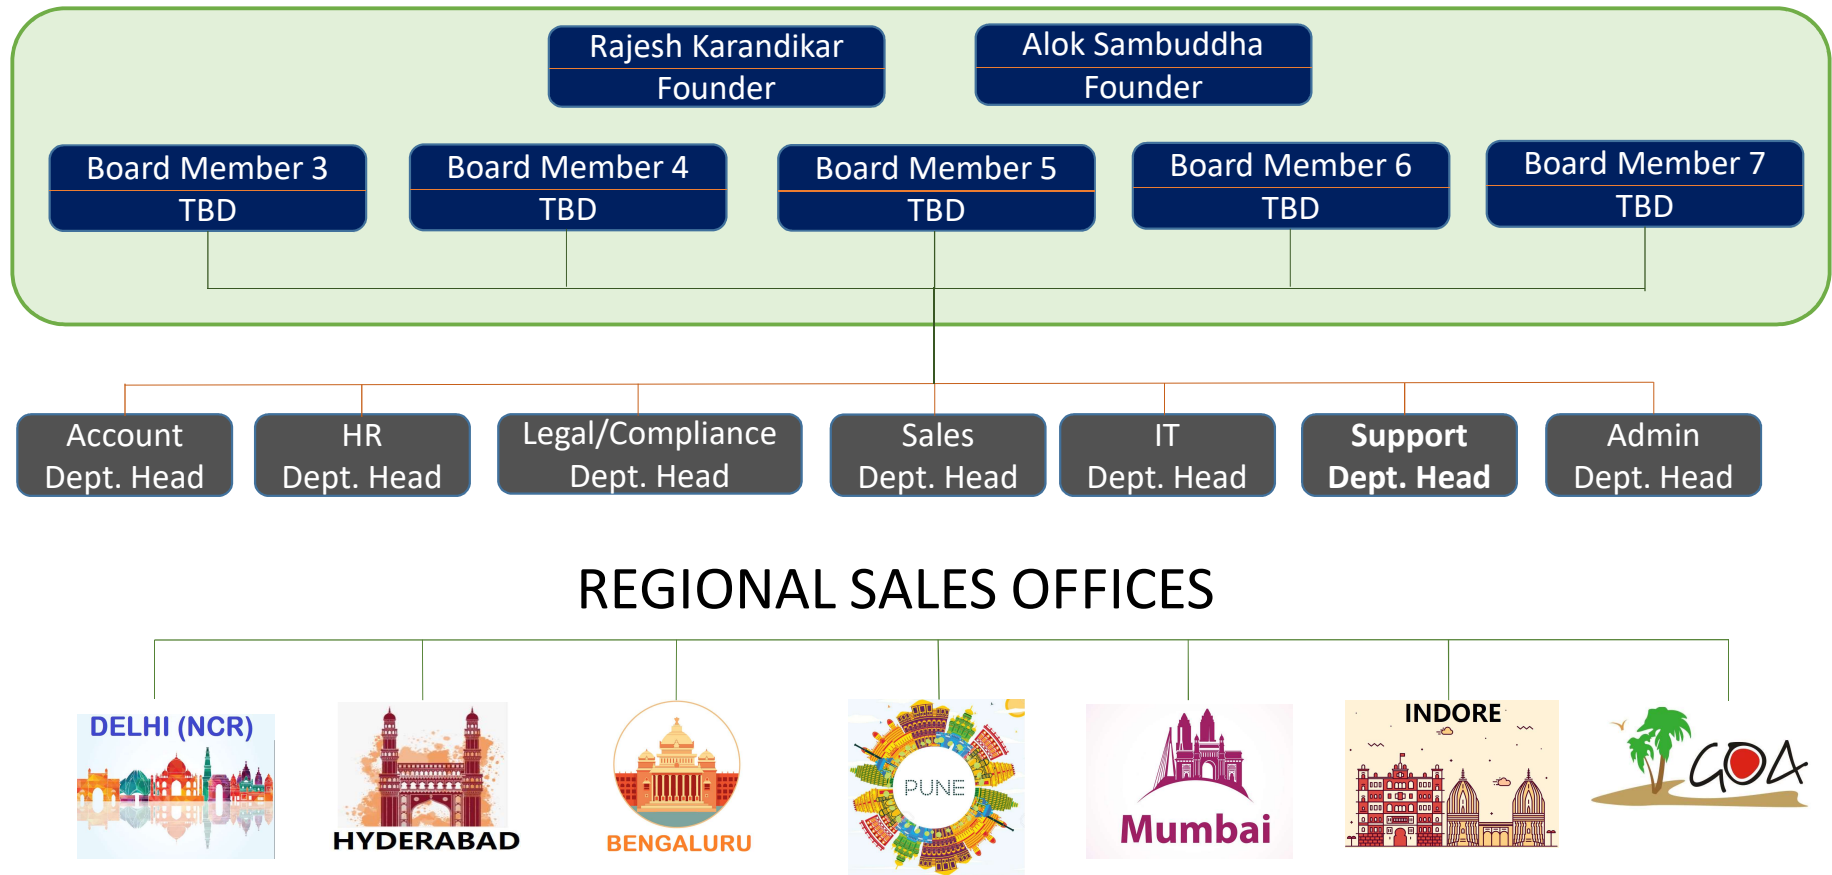 Rajesh Karandikar
Founder
Alok Sambuddha
Founder
Board Member 3
TBD
Board Member 4
TBD
Board Member 5
TBD
Board Member 6
TBD
Board Member 7
TBD
Account
Dept. Head
HR
Dept. Head
Legal/Compliance
Dept. Head
Sales
Dept. Head
IT
Dept. Head
Support
Dept. Head
Admin
Dept. Head
REGIONAL SALES OFFICES
DELHI (NCR)
HYDERABAD
BENGALURU
PUNE
Mumbai
INDORE
GOA